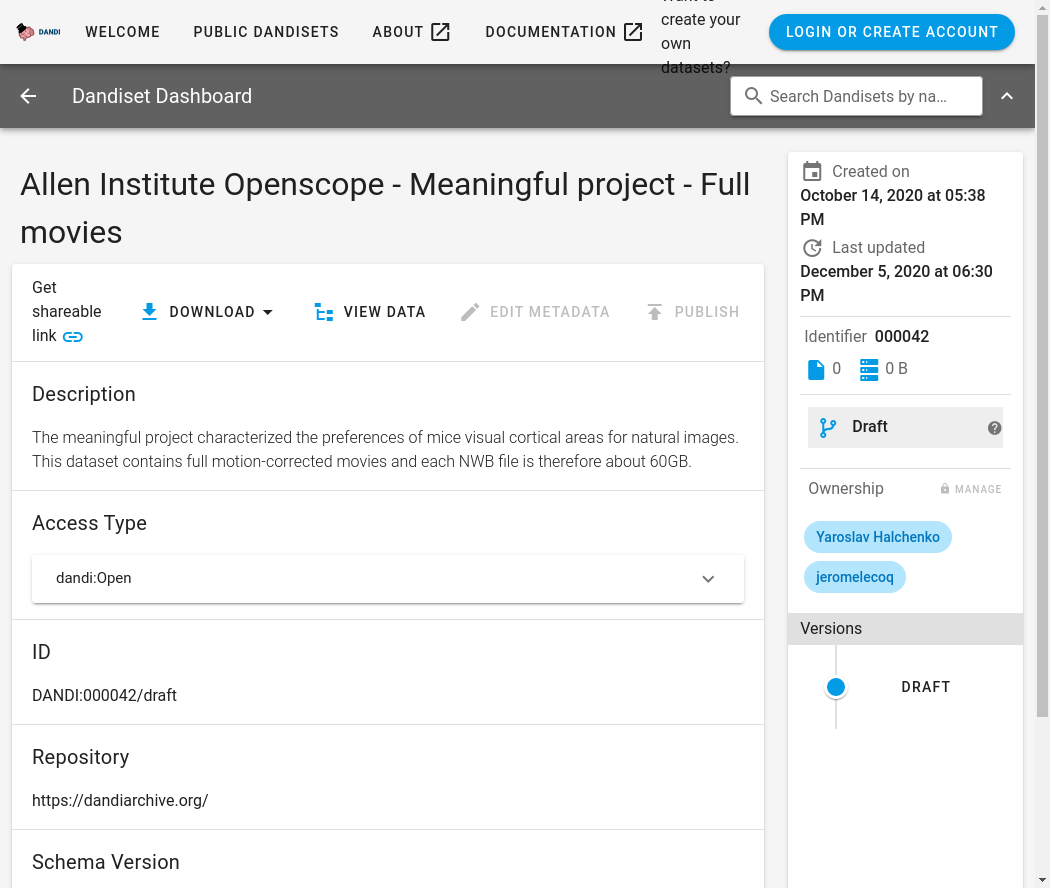 DANDI WELCOME PUBLIC DANDISETS ABOUT DOCUMENTATION
create your
own
datasets?
LOGIN OR CREATE ACCOUNT
Dandiset Dashboard
Search Dandisets by na…
Allen Institute Openscope - Meaningful project - Full
movies
Get
shareable
link
DOWNLOAD
VIEW DATA
EDIT METADATA
PUBLISH
Description
The meaningful project characterized the preferences of mice visual cortical areas for natural images.
This dataset contains full motion-corrected movies and each NWB file is therefore about 60GB.
Access Type
dandi:Open
ID
DANDI:000042/draft
Repository
https://dandiarchive.org/
Schema Version
Created on
October 14, 2020 at 05:38
PM
Last updated
December 5, 2020 at 06:30
PM
Identifier 000042
0 0 B
Draft
Ownership MANAGE
Yaroslav Halchenko
jeromelecoq
Versions
DRAFT